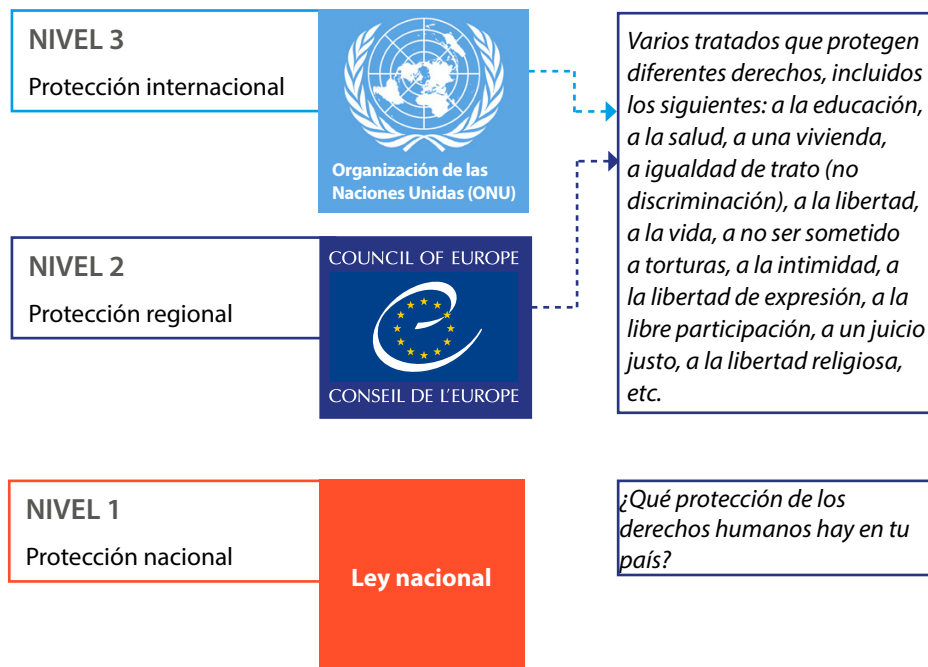 NIVEL 3
Protección internacional
Organización de las
Naciones Unidas (ONU)
Varios tratados que protegen
diferentes derechos, incluidos
los siguientes: a la educación,
a la salud, a una vivienda,
a igualdad de trato (no
discriminación), a la libertad,
a la vida, a no ser sometido
a torturas, a la intimidad, a
la libertad de expresión, a la
libre participación, a un juicio
justo, a la libertad religiosa,
etc.
NIVEL 2
Protección regional
COUNCIL OF EUROPE
CONSEIL DE L'EUROPE
NIVEL 1
Protección nacional
Ley nacional
¿Qué protección de los
derechos humanos hay en tu
país?